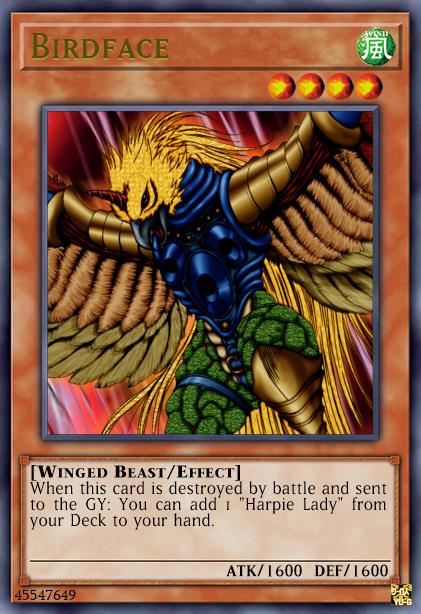 BIRDFACE
WIND
風
[WINGED BEAST/EFFECT]
When this card is destroyed by battle and sent
to the GY: You can add 1 "Harpie Lady" from
your Deck to your hand.
ATK/1600 DEF/1600
45547649